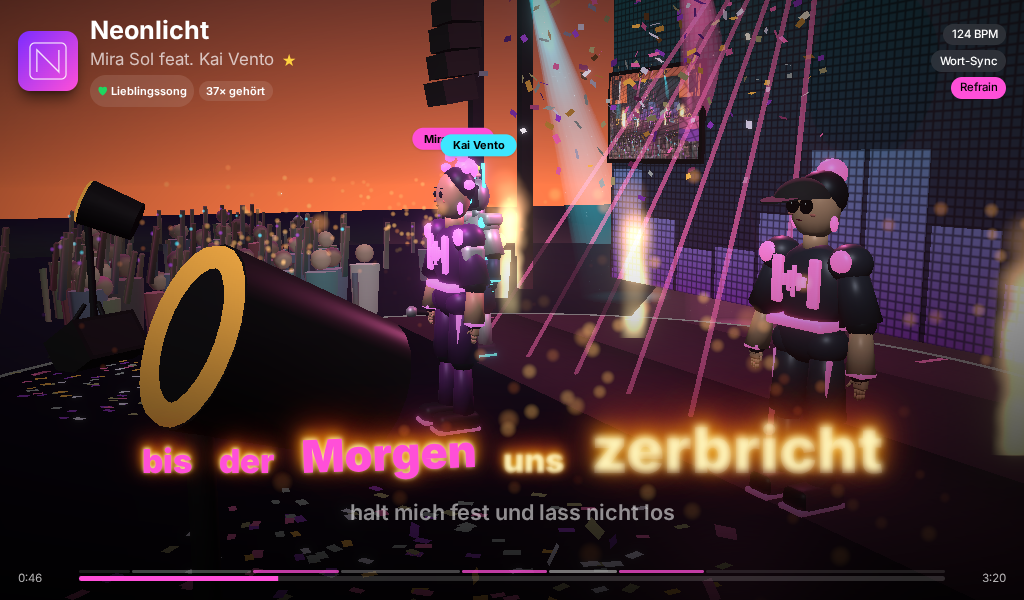 Neonlicht
Mira Sol feat. Kai Vento ★
Lieblingssong
37× gehört
124 BPM
Wort-Sync
Refrain
Kai Vento
bis der Morgen uns zerbricht
halt mich fest und lass nicht los
0:46
3:20